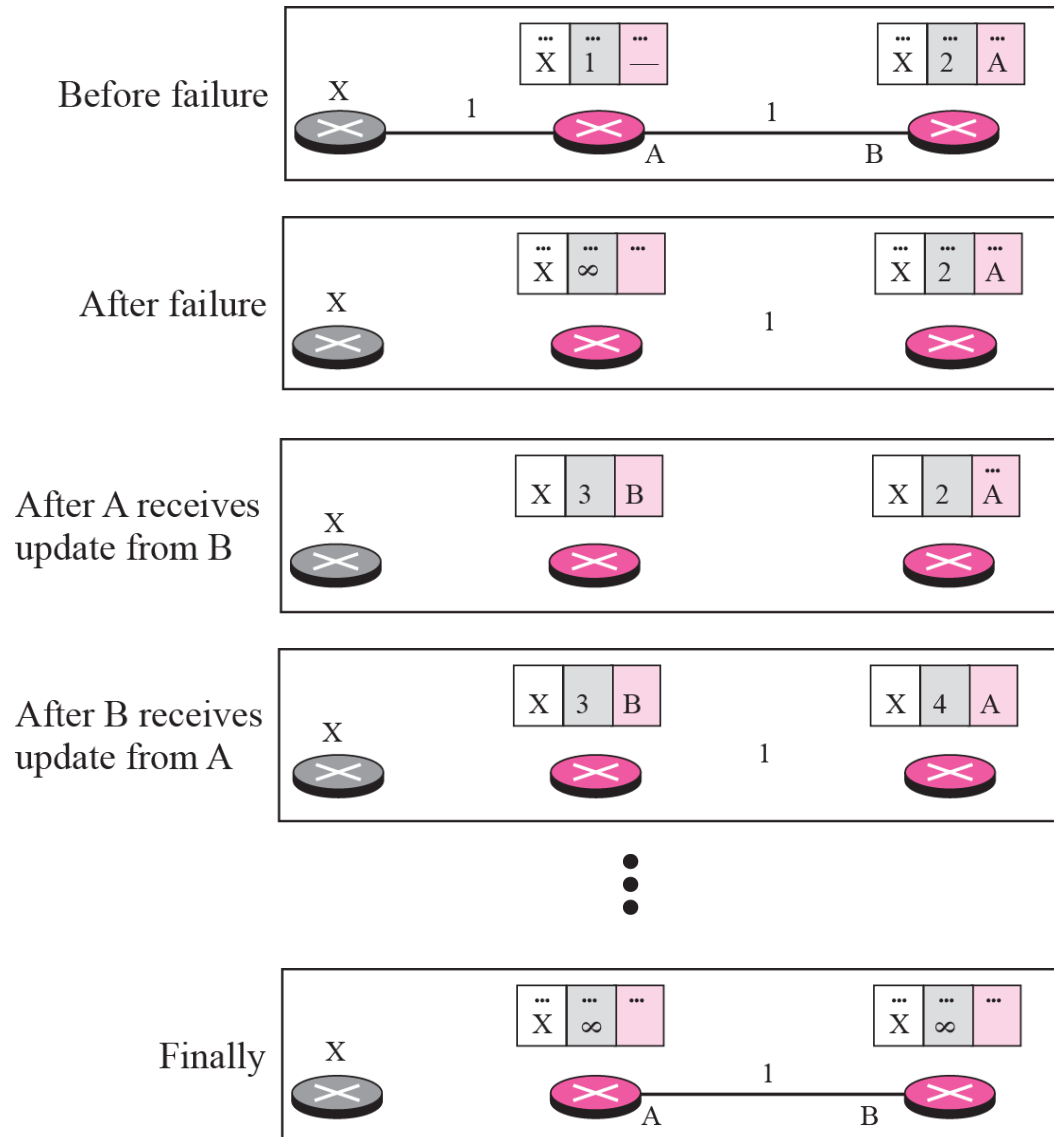 Before failure
X
1
1
... ... ...
X 1 —
... ... ...
X 2 A
A
B
After failure
X
1
... ... ...
X ∞
... ... ...
X 2 A
After A receives
update from B
X
X 3 B
...
X 2 A
After B receives
update from A
X
1
X 3 B
X 4 A
Finally
X
1
... ... ...
X ∞
... ... ...
X ∞
A
B